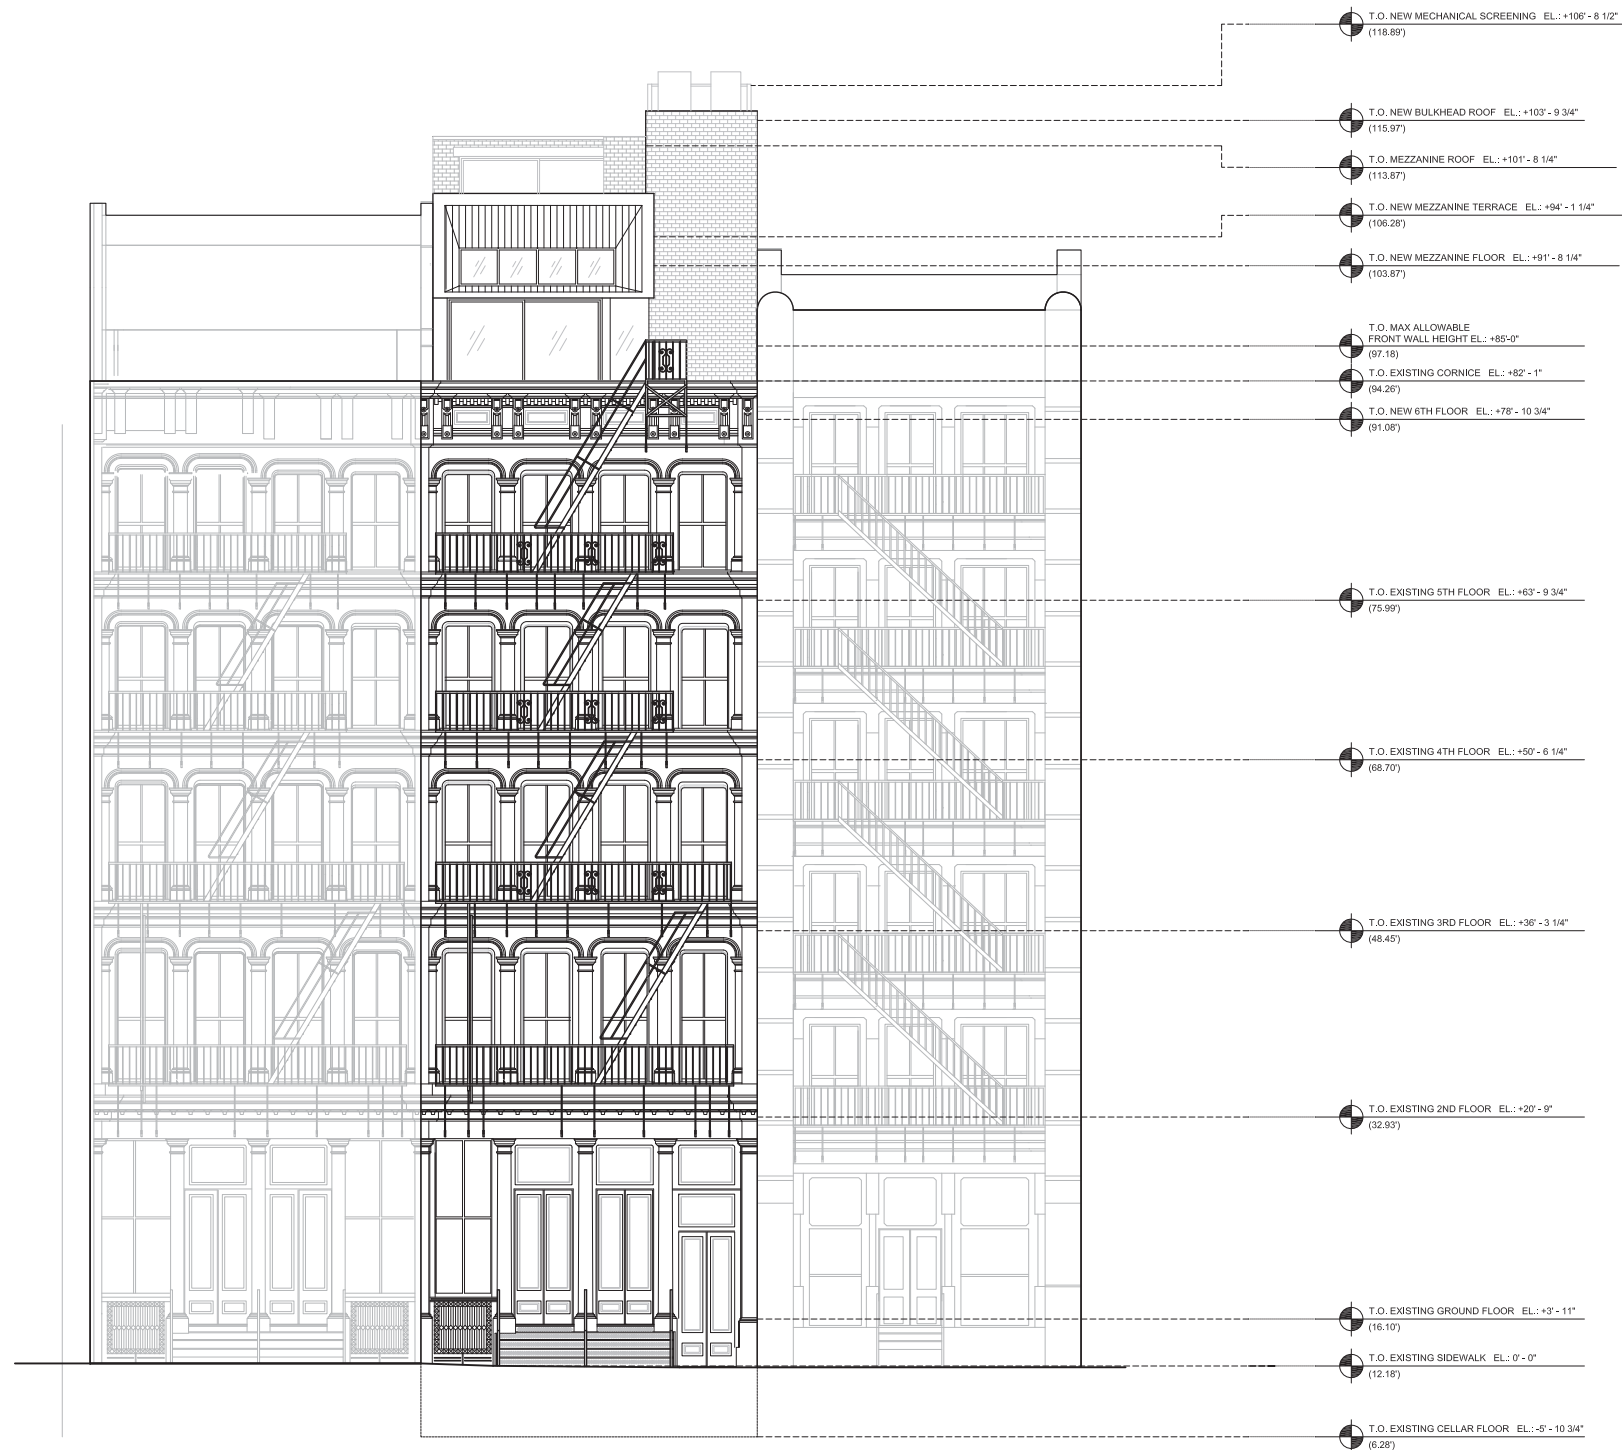 T.O. NEW MECHANICAL SCREENING EL.: +106' - 8 1/2"
(118.89')
T.O. NEW BULKHEAD ROOF EL.: +103' - 9 3/4"
(115.97')
T.O. MEZZANINE ROOF EL.: +101' - 8 1/4"
(113.87')
T.O. NEW MEZZANINE TERRACE EL.: +94' - 1 1/4"
(106.28')
T.O. NEW MEZZANINE FLOOR EL.: +91' - 8 1/4"
(103.87')
T.O. MAX ALLOWABLE
FRONT WALL HEIGHT EL.: +85'-0"
(97.18)
T.O. EXISTING CORNICE EL.: +82' - 1"
(94.26')
T.O. NEW 6TH FLOOR EL.: +78' - 10 3/4"
(91.08')
T.O. EXISTING 5TH FLOOR EL.: +63' - 9 3/4"
(75.99')
T.O. EXISTING 4TH FLOOR EL.: +50' - 6 1/4"
(68.70')
T.O. EXISTING 3RD FLOOR EL.: +36' - 3 1/4"
(48.45')
T.O. EXISTING 2ND FLOOR EL.: +20' - 9"
(32.93')
T.O. EXISTING GROUND FLOOR EL.: +3' - 11"
(16.10')
T.O. EXISTING SIDEWALK EL.: 0' - 0"
(12.18')
T.O. EXISTING CELLAR FLOOR EL.: -5' - 10 3/4"
(6.28')